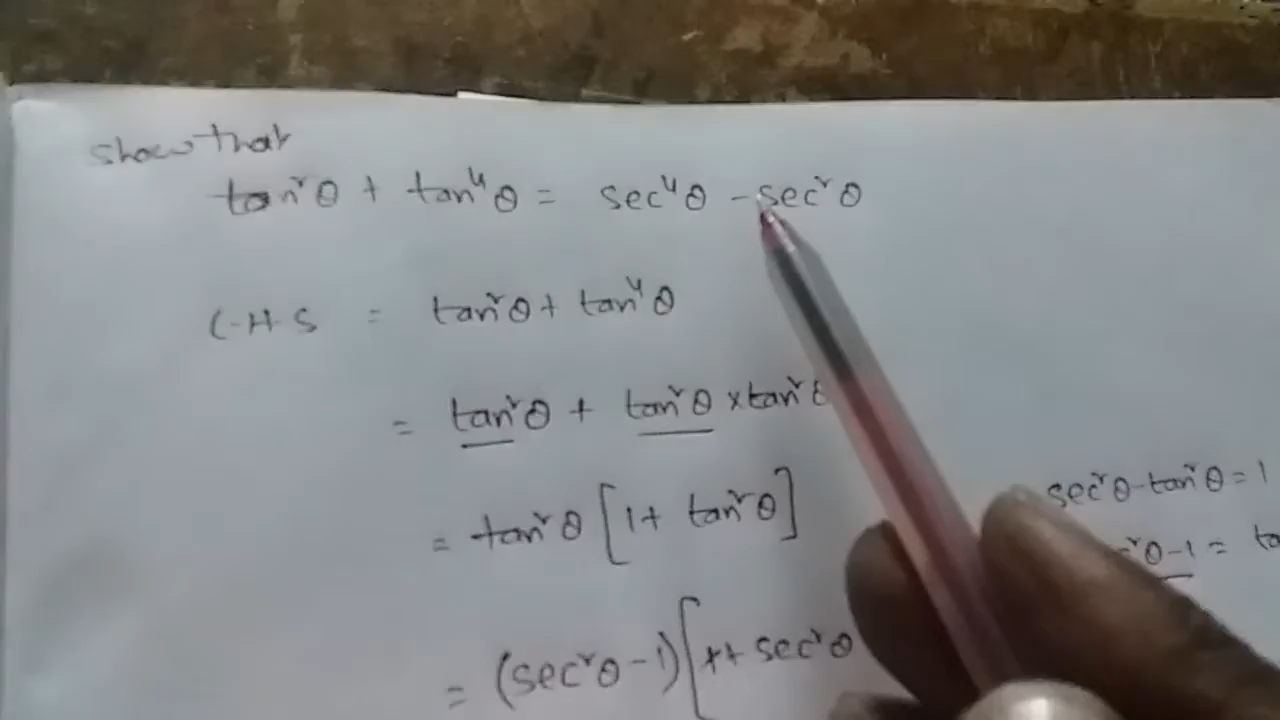 Show that
tan²θ + tan⁴θ = sec⁴θ - sec²θ
L.H.S = tan²θ + tan⁴θ
= tan²θ + tan²θ × tan²θ
= tan²θ [1 + tan²θ]
sec²θ - tan²θ = 1
θ - 1 =
= (sec²θ - 1) [1 + sec²θ